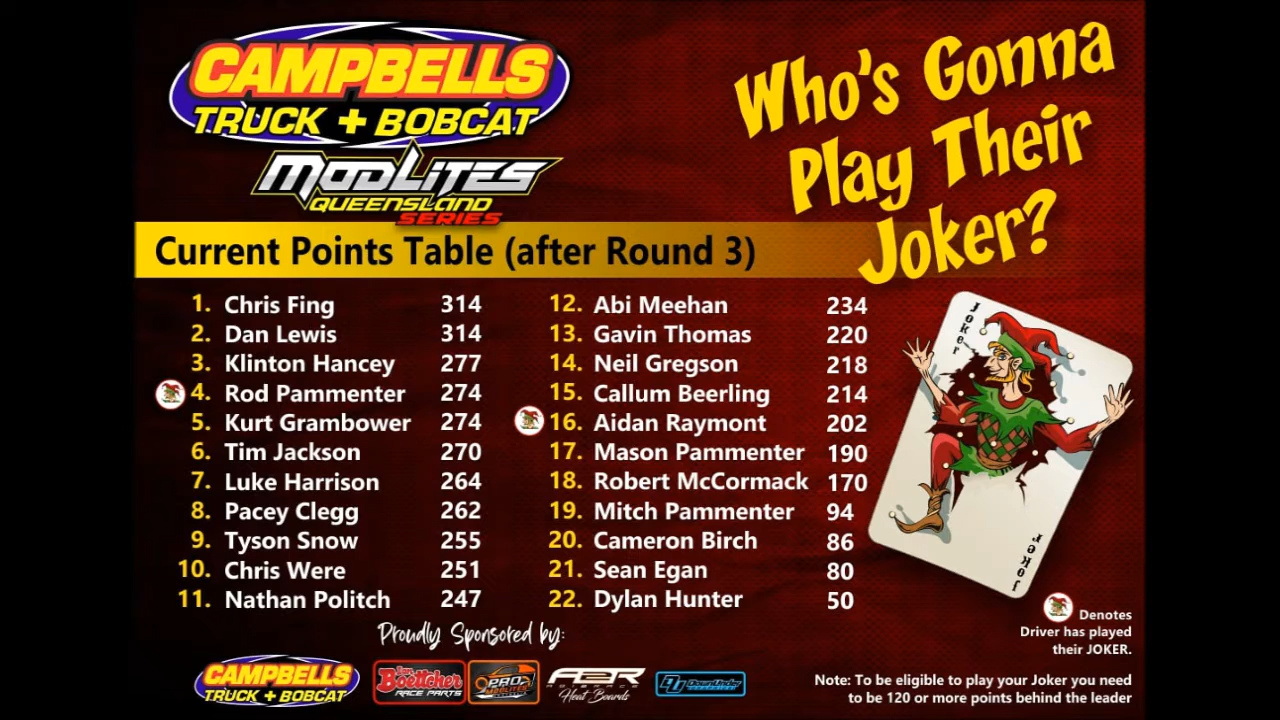 CAMPBELLS
TRUCK + BOBCAT
MODLITES
QUEENSLAND
SERIES
Who's Gonna
Play Their
Joker?
Current Points Table (after Round 3)
1. Chris Fing 314
2. Dan Lewis 314
3. Klinton Hancey 277
4. Rod Pammenter 274
5. Kurt Grambower 274
6. Tim Jackson 270
7. Luke Harrison 264
8. Pacey Clegg 262
9. Tyson Snow 255
10. Chris Were 251
11. Nathan Politch 247
12. Abi Meehan 234
13. Gavin Thomas 220
14. Neil Gregson 218
15. Callum Beerling 214
16. Aidan Raymont 202
17. Mason Pammenter 190
18. Robert McCormack 170
19. Mitch Pammenter 94
20. Cameron Birch 86
21. Sean Egan 80
22. Dylan Hunter 50
Joker
Joker
Denotes
Driver has played
their JOKER.
Proudly Sponsored by:
CAMPBELLS
TRUCK + BOBCAT
Boettcher
RACE PARTS
PRO
Heat Boards
DownUnder
Note: To be eligible to play your Joker you need
to be 120 or more points behind the leader